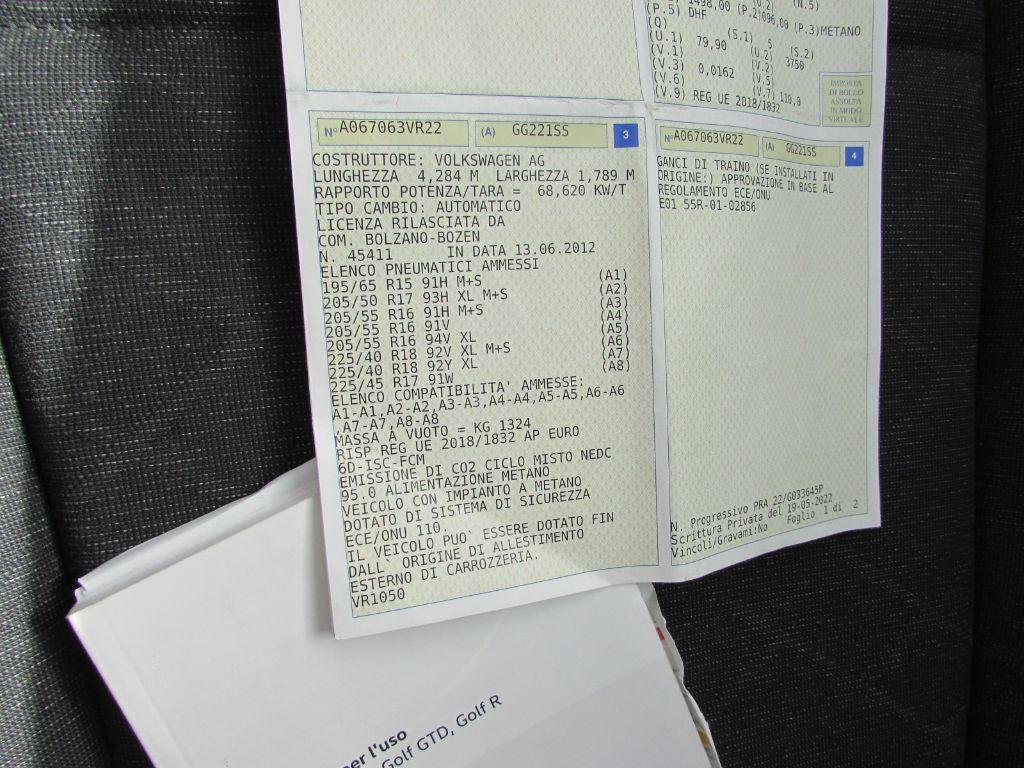 1498,00 (P.2)096,00 (P.3)METANO
(N.5)
(P.5) DHF
(Q) (S.1) 5 (S.2)
(U.1) 79,90 (U.2) 3750
(V.1) (V.2)
(V.3) 0,0162 (V.5)
(V.6) (V.7) 110,0
(V.9) REG UE 2018/1832
IMPOSTA
DI BOLLO
ASSOLTA
IN MODO
VIRTUALE
N° A067063VR22 (A) GG221SS 3
COSTRUTTORE: VOLKSWAGEN AG
LUNGHEZZA 4,284 M LARGHEZZA 1,789 M
RAPPORTO POTENZA/TARA = 68,620 KW/T
TIPO CAMBIO: AUTOMATICO
LICENZA RILASCIATA DA
COM. BOLZANO-BOZEN
N. 45411 IN DATA 13.06.2012
ELENCO PNEUMATICI AMMESSI
195/65 R15 91H M+S (A1)
205/50 R17 93H XL M+S (A2)
205/55 R16 91H M+S (A3)
205/55 R16 91V (A4)
205/55 R16 94V XL (A5)
225/40 R18 92V XL M+S (A6)
225/40 R18 92Y XL (A7)
225/45 R17 91W (A8)
ELENCO COMPATIBILITA' AMMESSE:
A1-A1,A2-A2,A3-A3,A4-A4,A5-A5,A6-A6
,A7-A7,A8-A8
MASSA A VUOTO = KG 1324
RISP REG UE 2018/1832 AP EURO
6D-ISC-FCM
EMISSIONE DI CO2 CICLO MISTO NEDC
95.0 ALIMENTAZIONE METANO
VEICOLO CON IMPIANTO A METANO
DOTATO DI SISTEMA DI SICUREZZA
ECE/ONU 110.
IL VEICOLO PUO` ESSERE DOTATO FIN
DALL` ORIGINE DI ALLESTIMENTO
ESTERNO DI CARROZZERIA.
VR1050
N° A067063VR22 (A) GG221SS 4
GANCI DI TRAINO (SE INSTALLATI IN
ORIGINE:) APPROVAZIONE IN BASE AL
REGOLAMENTO ECE/ONU
E01 55R-01-02856
N. Progressivo PRA 22/G033645P
Scrittura Privata del 19-05-2022
Vincoli/Gravami:No Foglio 1 di 2
per l'uso
Golf GTD, Golf R